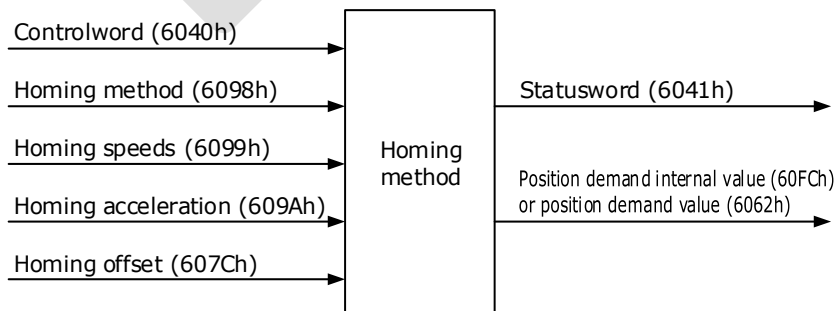 Controlword (6040h)
Homing method (6098h)
Homing speeds (6099h)
Homing acceleration (609Ah)
Homing offset (607Ch)
Homing
method
Statusword (6041h)
Position demand internal value (60FCh)
or position demand value (6062h)